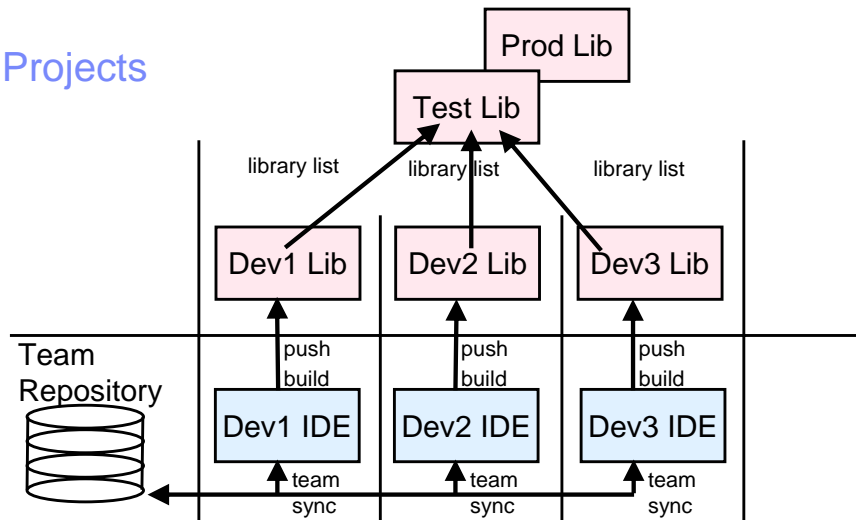 Projects
Prod Lib
Test Lib
library list
library list
library list
Dev1 Lib
Dev2 Lib
Dev3 Lib
Team
Repository
push
build
push
build
push
build
Dev1 IDE
Dev2 IDE
Dev3 IDE
team
sync
team
sync
team
sync